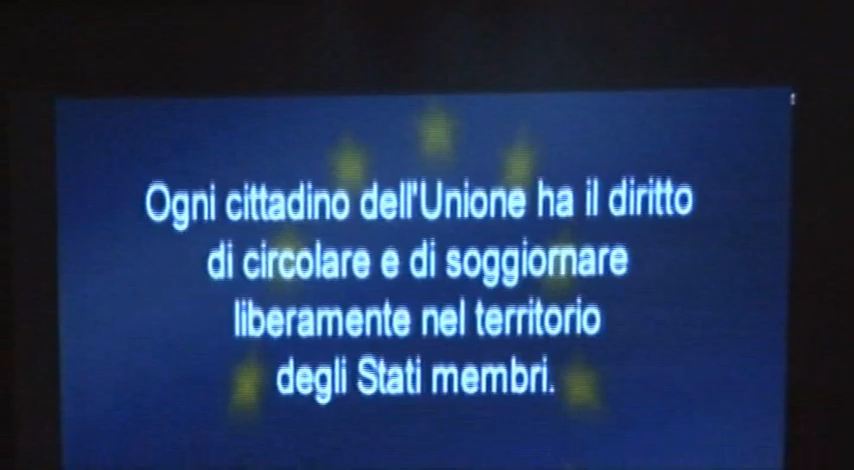 Ogni cittadino dell'Unione ha il diritto
di circolare e di soggiornare
liberamente nel territorio
degli Stati membri.